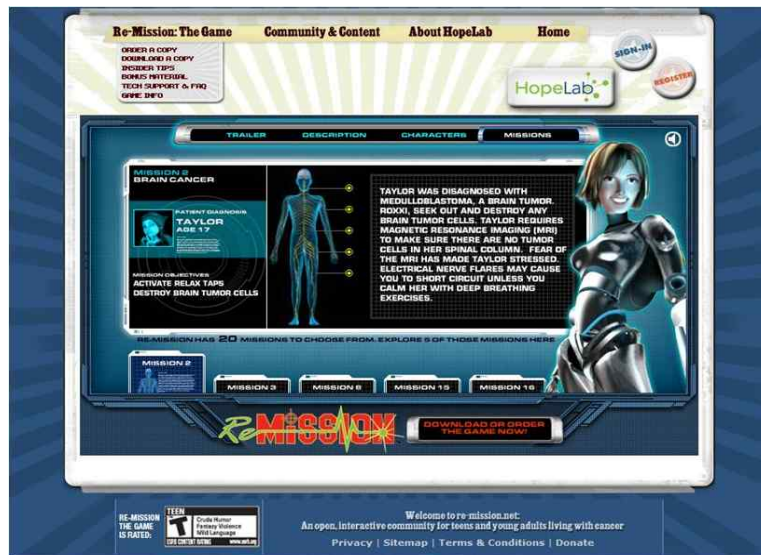 Re-Mission: The Game
Community & Content
About HopeLab
Home
ORDER A COPY
DOWNLOAD A COPY
INSIDER TIPS
BONUS MATERIAL
TECH SUPPORT & FAQ
GAME INFO
SIGN-IN
REGISTER
HopeLab
TRAILER
DESCRIPTION
CHARACTERS
MISSIONS
MISSION 2
BRAIN CANCER
PATIENT DIAGNOSIS
TAYLOR
AGE 17
MISSION OBJECTIVES
ACTIVATE RELAX TAPS
DESTROY BRAIN TUMOR CELLS
TAYLOR WAS DISAGNOSED WITH
MEDULLOBLASTOMA, A BRAIN TUMOR.
ROXXI, SEEK OUT AND DESTROY ANY
BRAIN TUMOR CELLS. TAYLOR REQUIRES
MAGNETIC RESONANCE IMAGING (MRI)
TO MAKE SURE THERE ARE NO TUMOR
CELLS IN HER SPINAL COLUMN. FEAR OF
THE MRI HAS MADE TAYLOR STRESSED.
ELECTRICAL NERVE FLARES MAY CAUSE
YOU TO SHORT CIRCUIT UNLESS YOU
CALM HER WITH DEEP BREATHING
EXERCISES.
RE-MISSION HAS 20 MISSIONS TO CHOOSE FROM. EXPLORE 5 OF THOSE MISSIONS HERE
MISSION 2
MISSION 3
MISSION 8
MISSION 15
MISSION 16
Re-MISSION
DOWNLOAD OR ORDER
THE GAME NOW!
RE-MISSION
THE GAME
IS RATED:
TEEN
T
Crude Humor
Fantasy Violence
Mild Language
ESRB CONTENT RATING www.esrb.org
Welcome to re-mission.net:
An open, interactive community for teens and young adults living with cancer
Privacy | Sitemap | Terms & Conditions | Donate